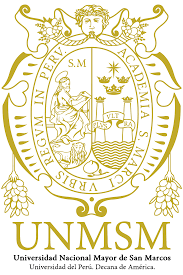 ACADEMIA S. MARCI VRBIS REGVM IN PERV
S.M
UNMSM
Universidad Nacional Mayor de San Marcos
Universidad del Perú. Decana de América.